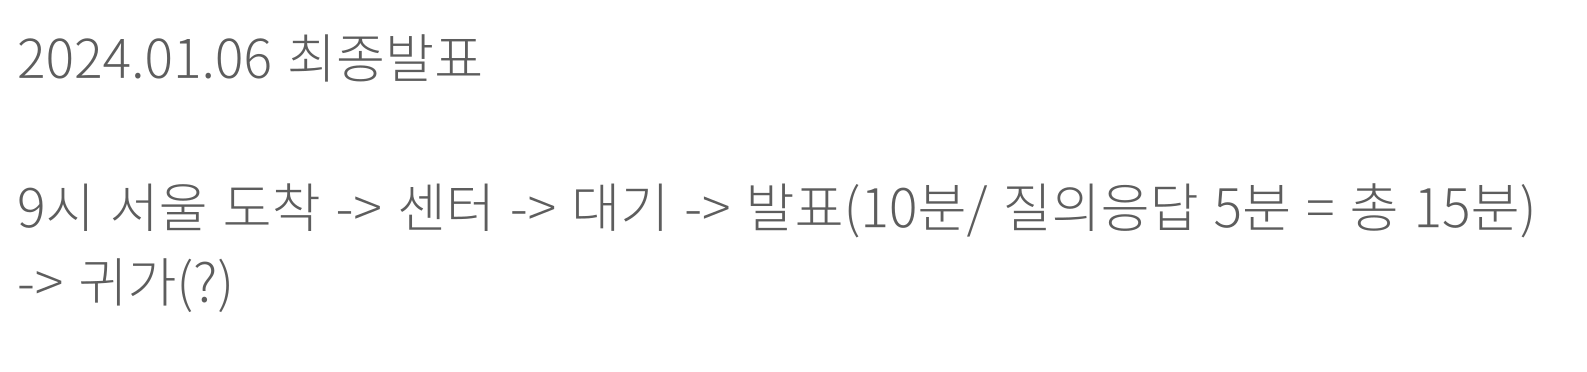 2024.01.06 최종발표
9시 서울 도착 -> 센터 -> 대기 -> 발표(10분/ 질의응답 5분 = 총 15분)
-> 귀가(?)